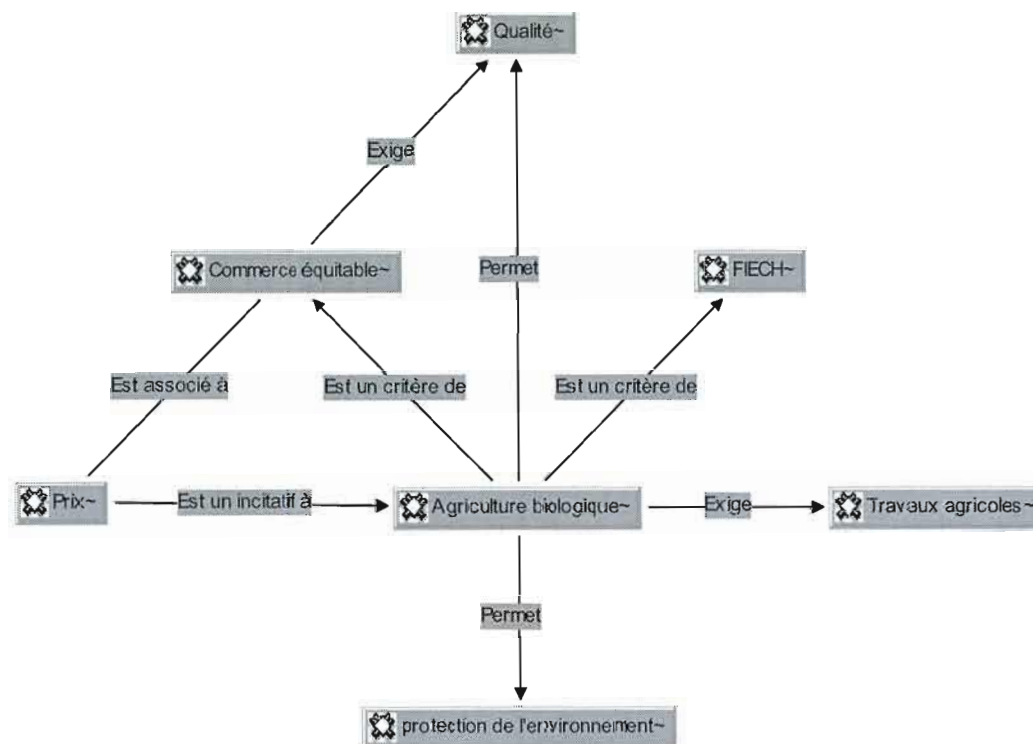 Qualité~
Exige
Commerce équitable~
Permet
FIECH~
Est associé à
Est un critère de
Est un critère de
Prix~
Est un incitatif à
Agriculture biologique~
Exige
Travaux agricoles~
Permet
protection de l'environnement~